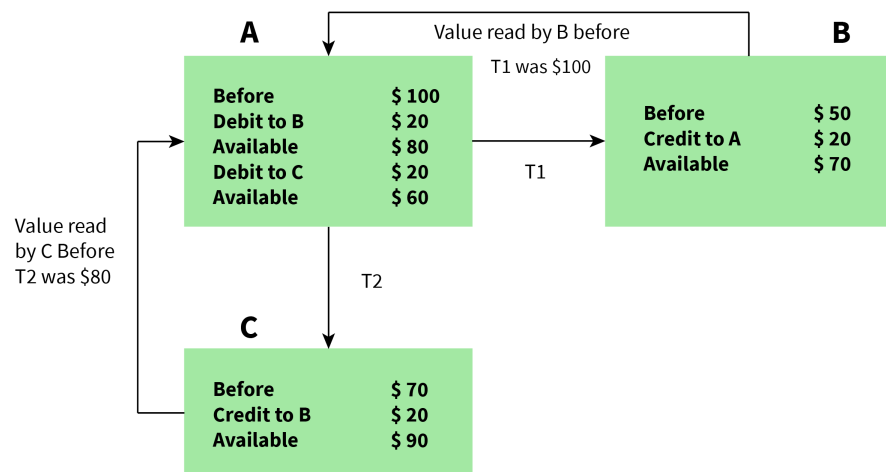 A
Value read by B before
T1 was $100
B
Before $ 100
Debit to B $ 20
Available $ 80
Debit to C $ 20
Available $ 60
T1
Before $ 50
Credit to A $ 20
Available $ 70
Value read
by C Before
T2 was $80
T2
C
Before $ 70
Credit to B $ 20
Available $ 90